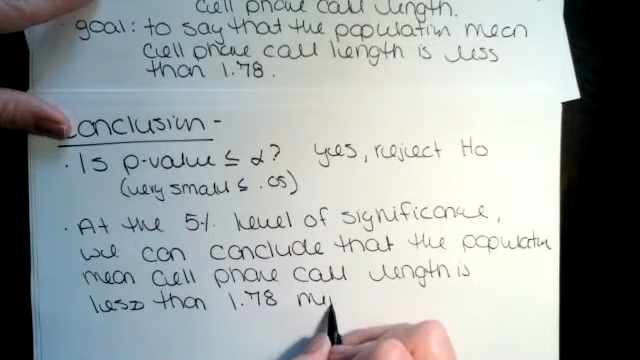 cell phone call length.
· goal: to say that the population mean
cell phone call length is less
than 1.78.
Conclusion -
· Is p-value ≤ α? yes, reject Ho
(very small ≤ .05)
· At the 5% level of significance,
we can conclude that the population
mean cell phone call length is
less than 1.78 mi